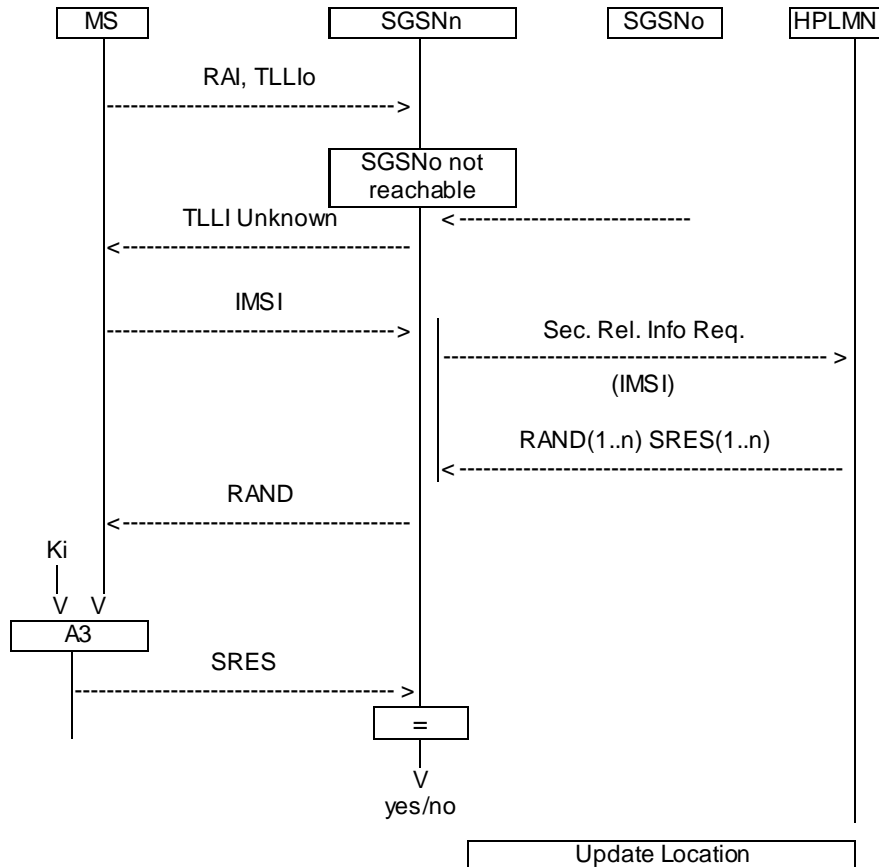 MS SGSNn SGSNo HPLMN
RAI, TLLIo
SGSNo not
reachable
TLLI Unknown
IMSI
Sec. Rel. Info Req.
(IMSI)
RAND(1..n) SRES(1..n)
RAND
Ki
V V
A3
SRES
=
V
yes/no
Update Location